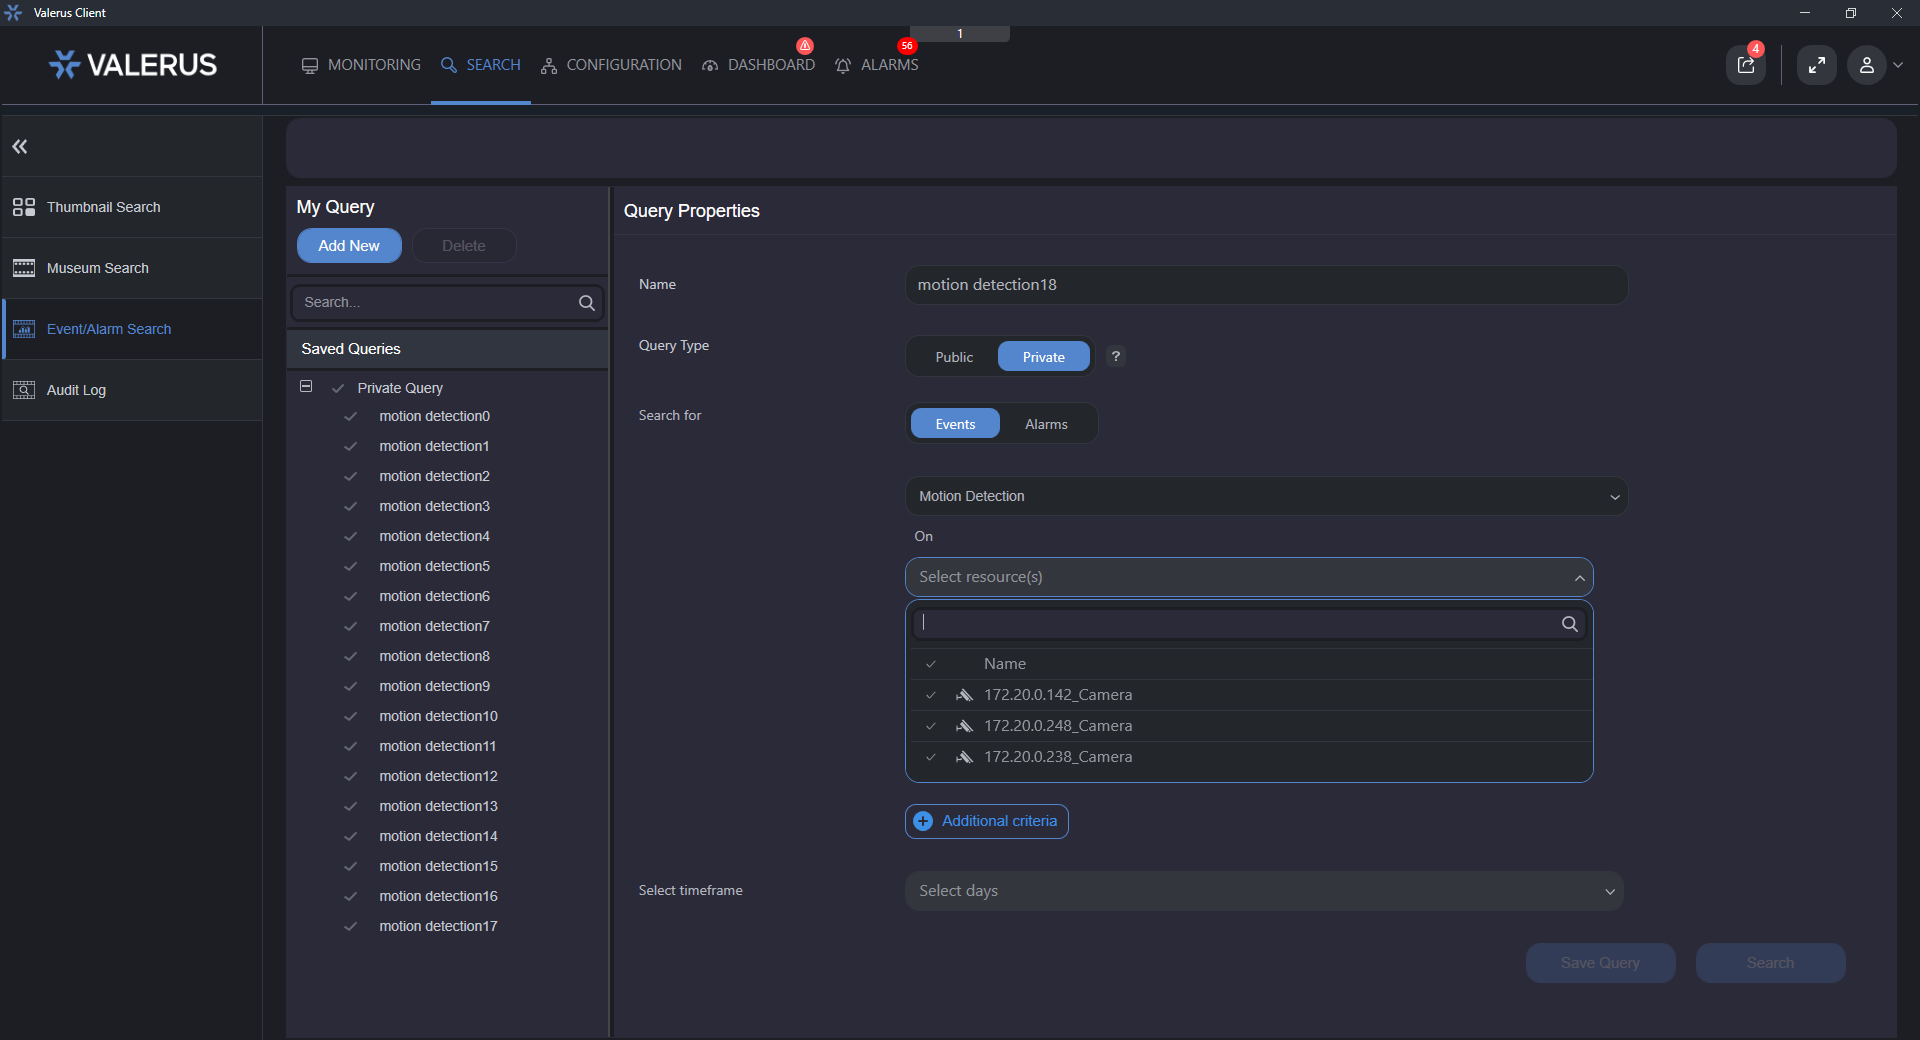 Valerus Client
VALERUS
MONITORING
SEARCH
CONFIGURATION
DASHBOARD
56
ALARMS
1
4
Thumbnail Search
Museum Search
Event/Alarm Search
Audit Log
My Query
Add New
Delete
Search...
Saved Queries
Private Query
motion detection0
motion detection1
motion detection2
motion detection3
motion detection4
motion detection5
motion detection6
motion detection7
motion detection8
motion detection9
motion detection10
motion detection11
motion detection12
motion detection13
motion detection14
motion detection15
motion detection16
motion detection17
Query Properties
Name
motion detection18
Query Type
Public
Private
?
Search for
Events
Alarms
Motion Detection
On
Select resource(s)
Name
172.20.0.142_Camera
172.20.0.248_Camera
172.20.0.238_Camera
Additional criteria
Select timeframe
Select days
Save Query
Search